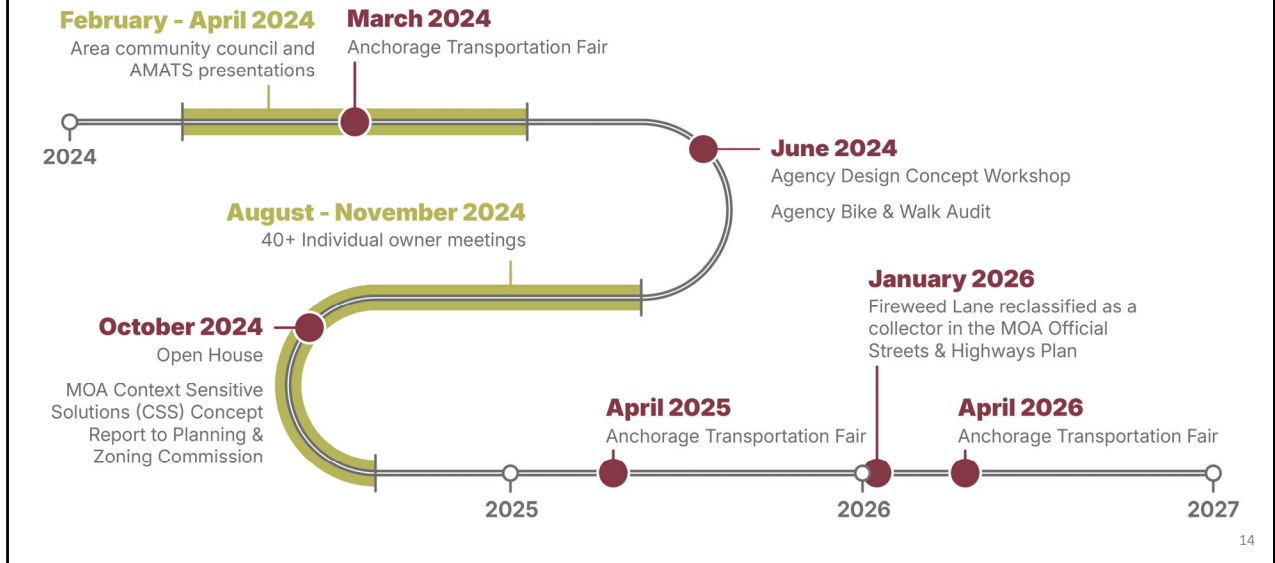 February - April 2024
Area community council and
AMATS presentations
March 2024
Anchorage Transportation Fair
2024
June 2024
Agency Design Concept Workshop
Agency Bike & Walk Audit
August - November 2024
40+ Individual owner meetings
October 2024
Open House
MOA Context Sensitive
Solutions (CSS) Concept
Report to Planning &
Zoning Commission
January 2026
Fireweed Lane reclassified as a
collector in the MOA Official
Streets & Highways Plan
April 2025
Anchorage Transportation Fair
April 2026
Anchorage Transportation Fair
2025
2026
2027
14